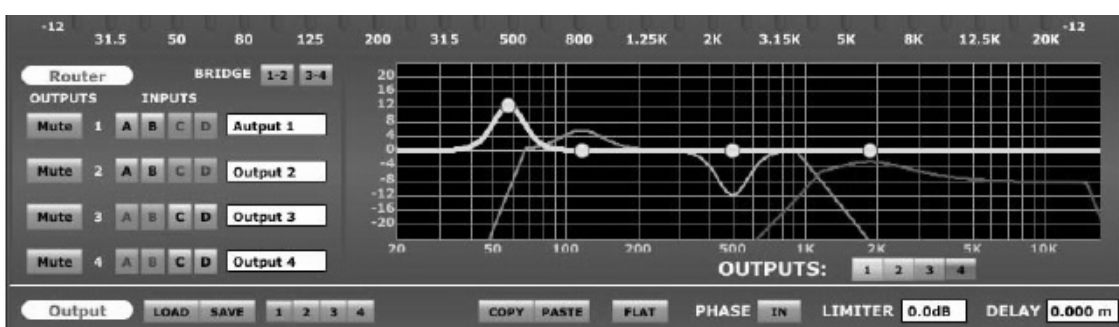 -12 31.5 50 80 125 200 315 500 800 1.25K 2K 3.15K 5K 8K 12.5K 20K -12
Router BRIDGE 1-2 3-4
OUTPUTS INPUTS
Mute 1 A B C D Autput 1
Mute 2 A B C D Output 2
Mute 3 A B C D Output 3
Mute 4 A B C D Output 4
20
16
12
8
4
0
-4
-8
-12
-16
-20
20 50 100 200 500 1K 2K 5K 10K
OUTPUTS: 1 2 3 4
Output LOAD SAVE 1 2 3 4 COPY PASTE FLAT PHASE IN LIMITER 0.0dB DELAY 0.000 m